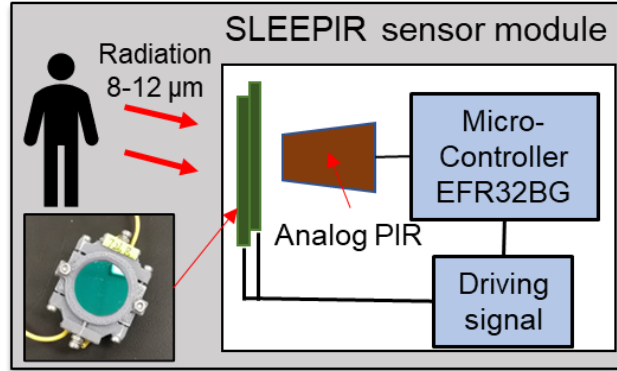 SLEEPIR sensor module
Radiation
8-12 μm
Micro-
Controller
EFR32BG
Analog PIR
Driving
signal